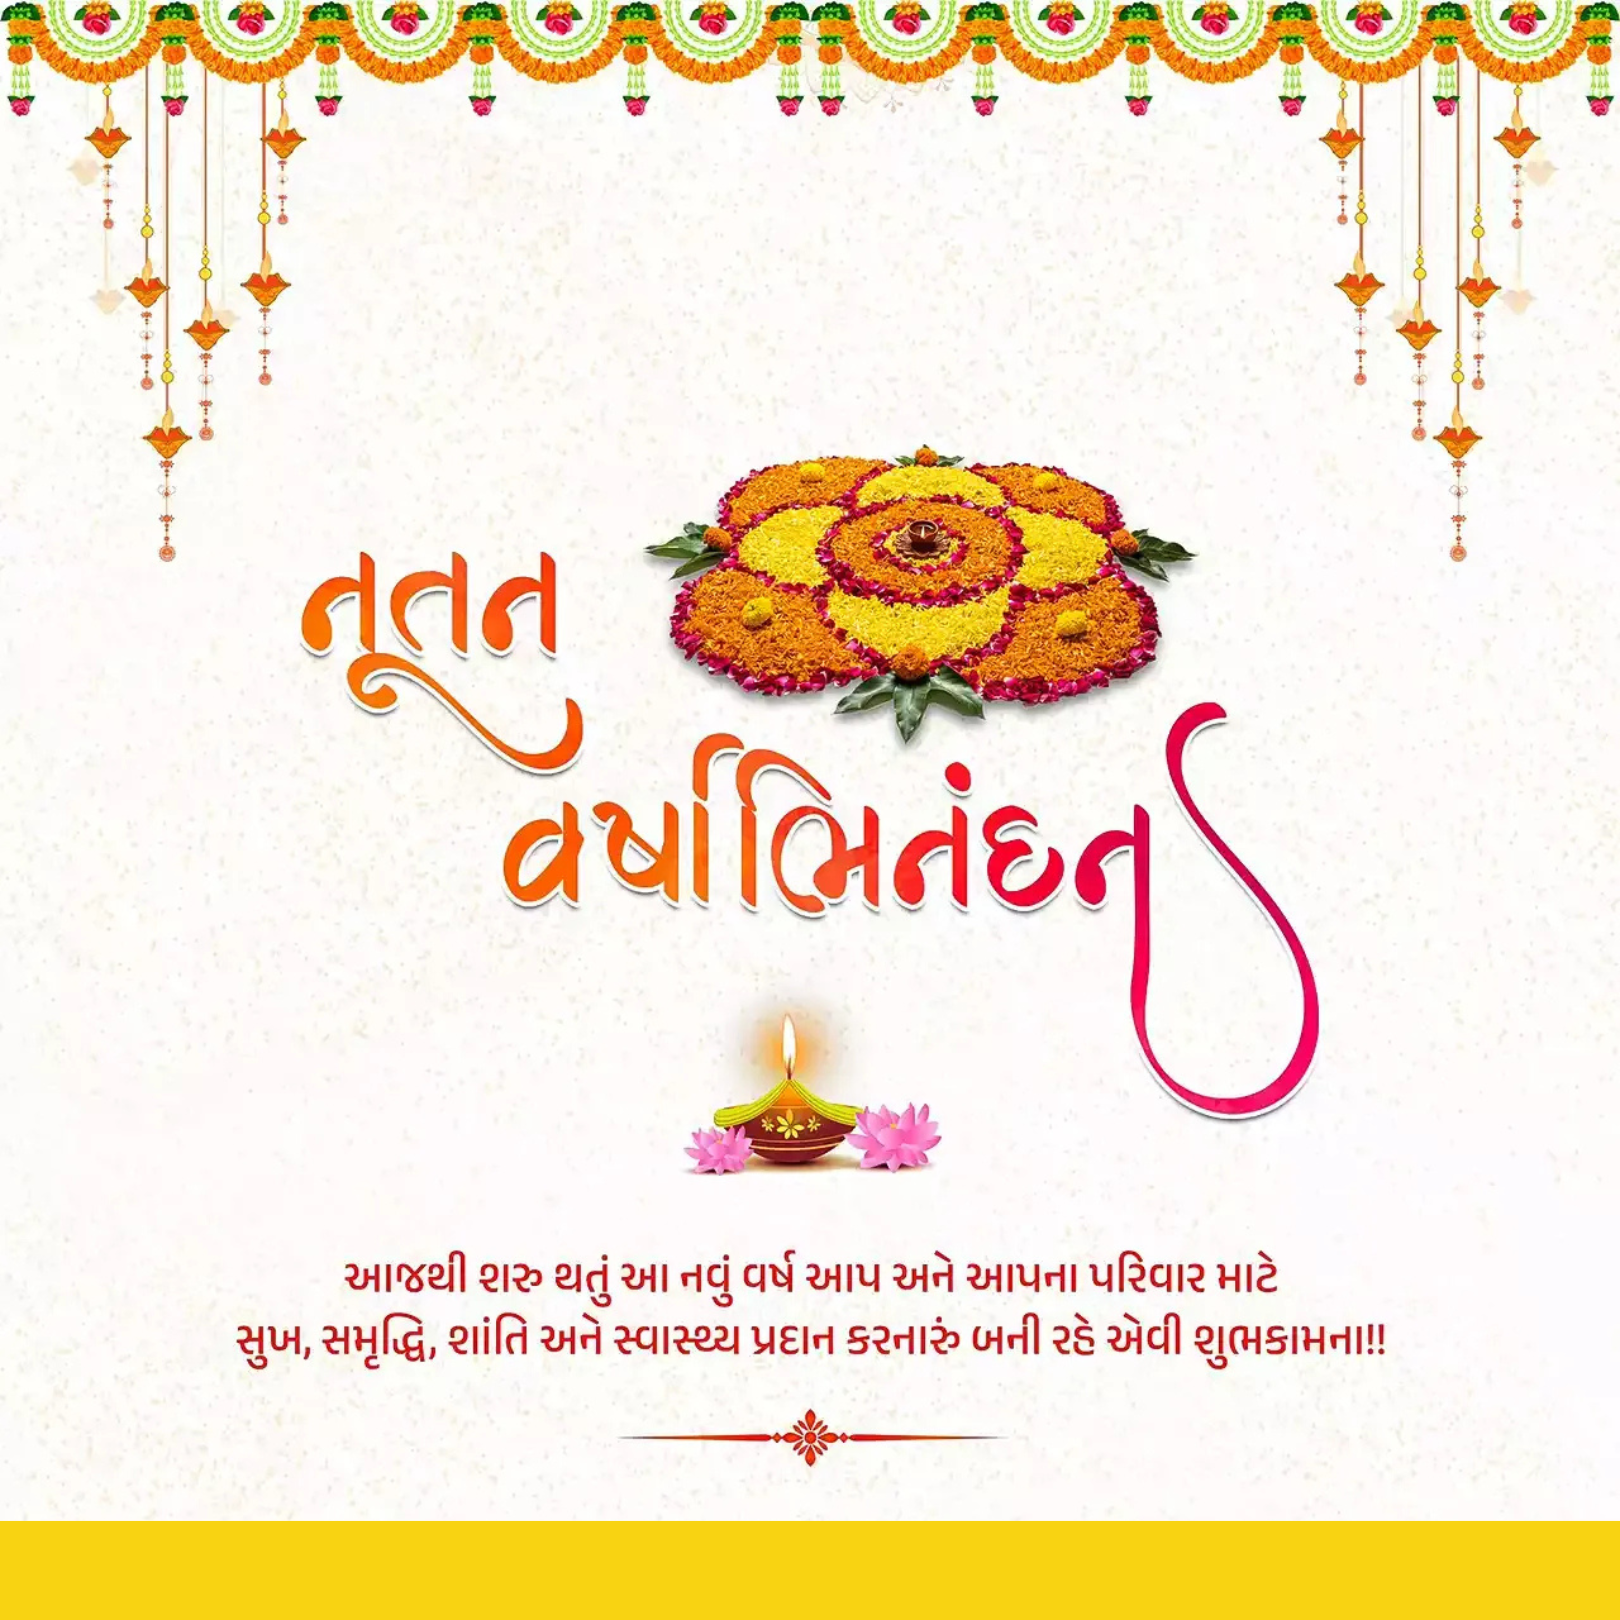 નૂતન
વર્ષાભિનંદન
આજથી શરુ થતું આ નવું વર્ષ આપ અને આપના પરિવાર માટે
સુખ, સમૃદ્ધિ, શાંતિ અને સ્વાસ્થ્ય પ્રદાન કરનારું બની રહે એવી શુભકામના!!